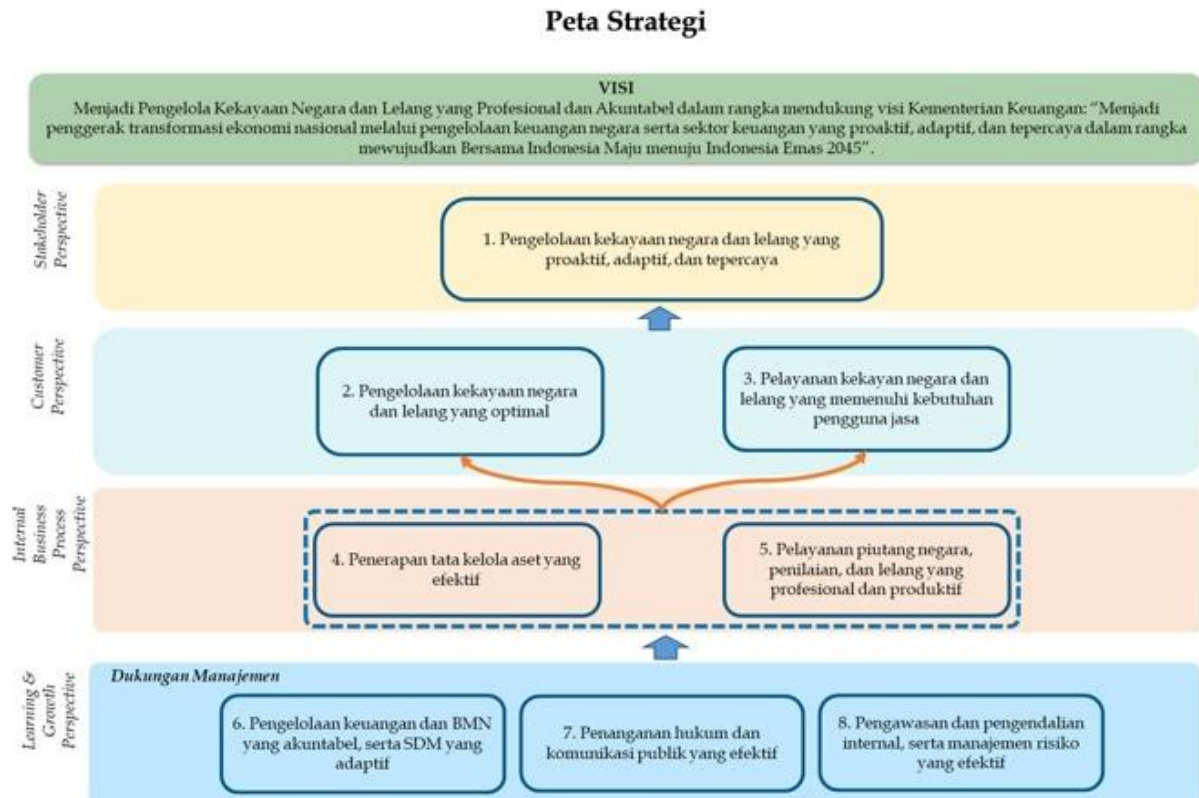 Peta Strategi
VISI
Menjadi Pengelola Kekayaan Negara dan Lelang yang Profesional dan Akuntabel dalam rangka mendukung visi Kementerian Keuangan: “Menjadi
penggerak transformasi ekonomi nasional melalui pengelolaan keuangan negara serta sektor keuangan yang proaktif, adaptif, dan tepercaya dalam rangka
mewujudkan Bersama Indonesia Maju menuju Indonesia Emas 2045”.
Stakeholder
Perspective
1. Pengelolaan kekayaan negara dan lelang yang
proaktif, adaptif, dan tepercaya
Customer
Perspective
2. Pengelolaan kekayaan negara
dan lelang yang optimal
3. Pelayanan kekayan negara dan
lelang yang memenuhi kebutuhan
pengguna jasa
Internal
Business
Process
Perspective
4. Penerapan tata kelola aset yang
efektif
5. Pelayanan piutang negara,
penilaian, dan lelang yang
profesional dan produktif
Learning &
Growth
Perspective
Dukungan Manajemen
6. Pengelolaan keuangan dan BMN
yang akuntabel, serta SDM yang
adaptif
7. Penanganan hukum dan
komunikasi publik yang efektif
8. Pengawasan dan pengendalian
internal, serta manajemen risiko
yang efektif